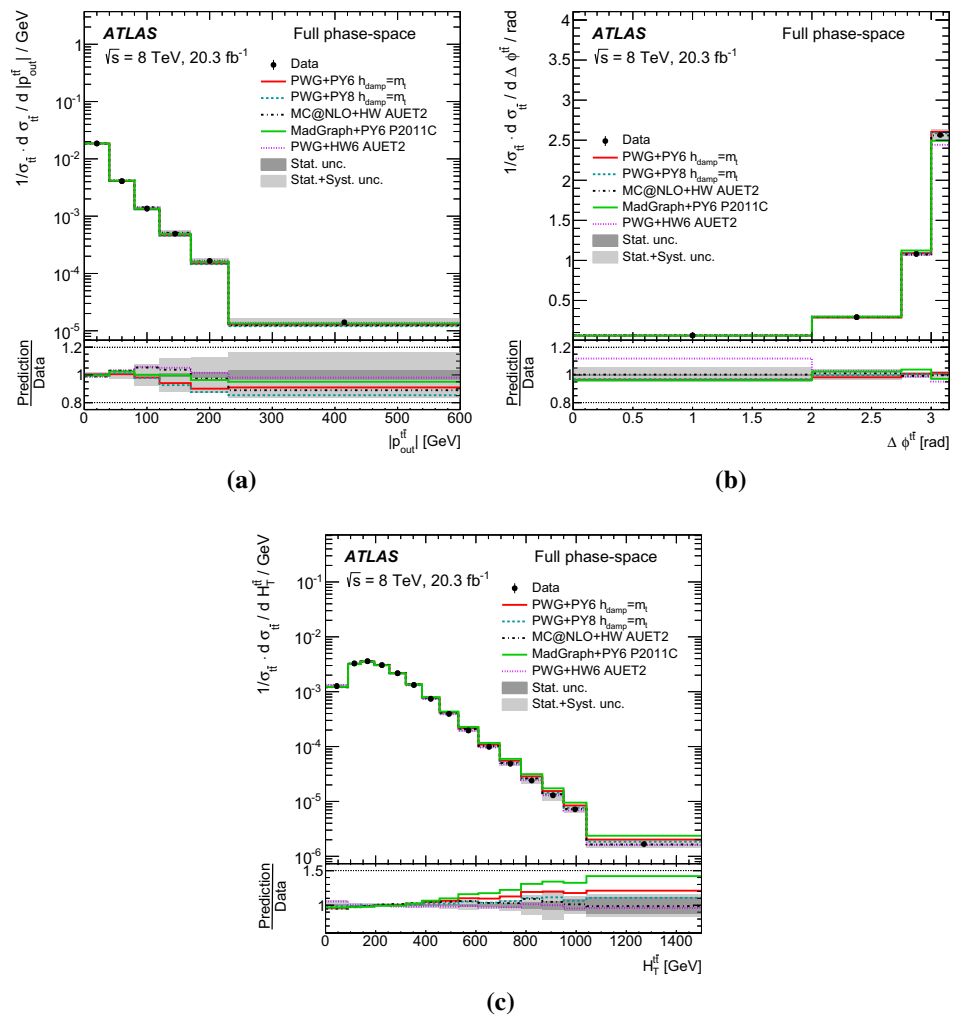 ATLAS Full phase-space
√s = 8 TeV, 20.3 fb⁻¹
Data
PWG+PY6 h_damp=m_t
PWG+PY8 h_damp=m_t
MC@NLO+HW AUET2
MadGraph+PY6 P2011C
PWG+HW6 AUET2
Stat. unc.
Stat.+Syst. unc.
1/σ_tt̄ · d σ_tt̄ / d |p_out^tt̄| / GeV
1
10⁻¹
10⁻²
10⁻³
10⁻⁴
10⁻⁵
Prediction
Data
1.2
1
0.8
0 100 200 300 400 500 600
|p_out^tt̄| [GeV]
(a)
ATLAS Full phase-space
√s = 8 TeV, 20.3 fb⁻¹
Data
PWG+PY6 h_damp=m_t
PWG+PY8 h_damp=m_t
MC@NLO+HW AUET2
MadGraph+PY6 P2011C
PWG+HW6 AUET2
Stat. unc.
Stat.+Syst. unc.
1/σ_tt̄ · d σ_tt̄ / d Δ φ^tt̄ / rad
4
3.5
3
2.5
2
1.5
1
0.5
Prediction
Data
1.2
1
0.8
0 0.5 1 1.5 2 2.5 3
Δ φ^tt̄ [rad]
(b)
ATLAS Full phase-space
√s = 8 TeV, 20.3 fb⁻¹
Data
PWG+PY6 h_damp=m_t
PWG+PY8 h_damp=m_t
MC@NLO+HW AUET2
MadGraph+PY6 P2011C
PWG+HW6 AUET2
Stat. unc.
Stat.+Syst. unc.
1/σ_tt̄ · d σ_tt̄ / d H_T^tt̄ / GeV
10⁻¹
10⁻²
10⁻³
10⁻⁴
10⁻⁵
10⁻⁶
Prediction
Data
1.5
1
0 200 400 600 800 1000 1200 1400
H_T^tt̄ [GeV]
(c)